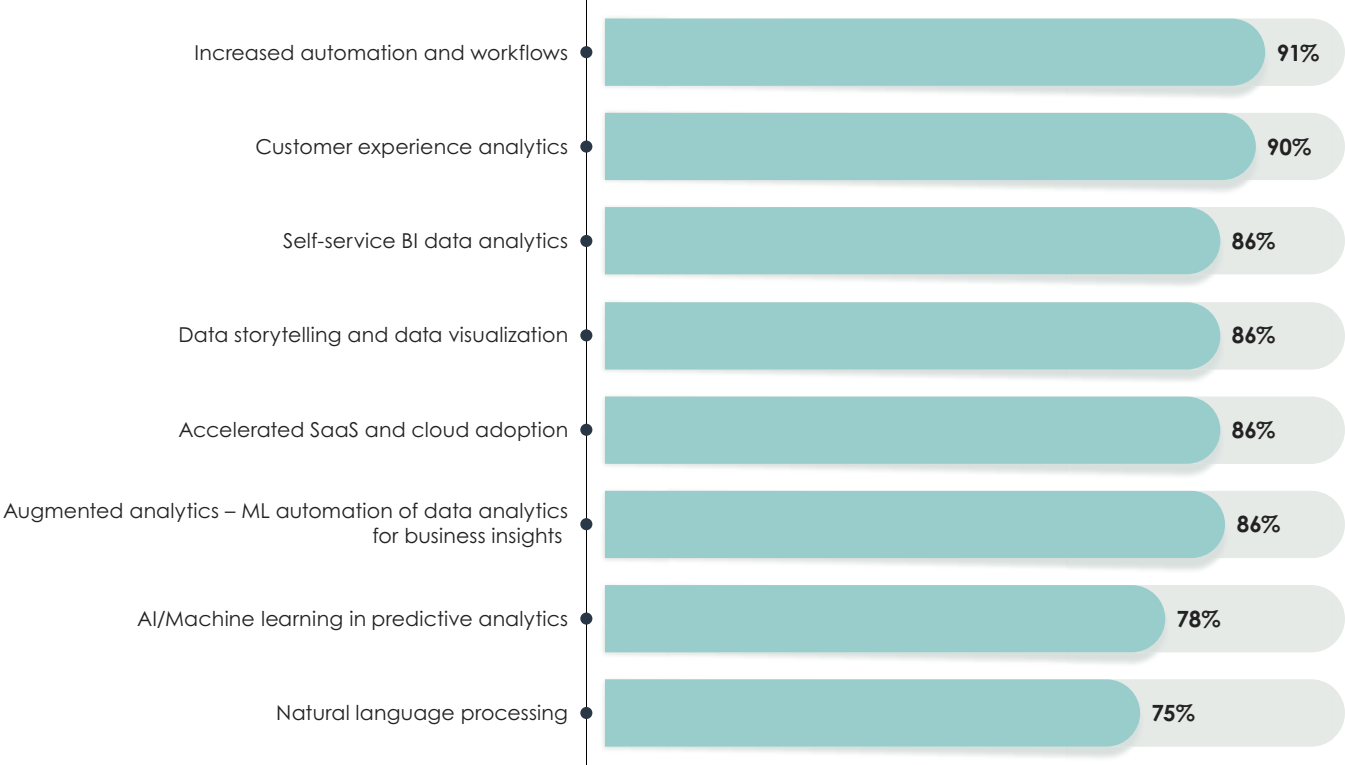 Increased automation and workflows
91%
Customer experience analytics
90%
Self-service BI data analytics
86%
Data storytelling and data visualization
86%
Accelerated SaaS and cloud adoption
86%
Augmented analytics – ML automation of data analytics
for business insights
86%
AI/Machine learning in predictive analytics
78%
Natural language processing
75%